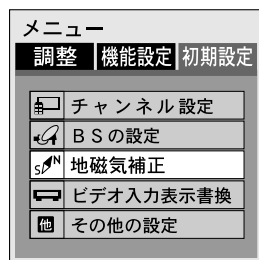 メニュー
調整 機能設定 初期設定
チャンネル設定
BSの設定
S N 地磁気補正
ビデオ入力表示書換
他 その他の設定